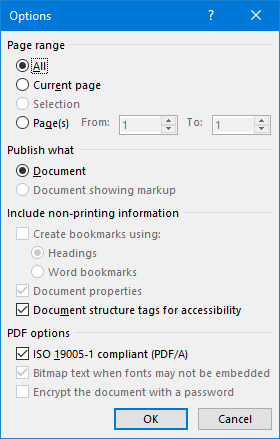 Options
?
Page range
All
Current page
Selection
Page(s) From: 1 To: 1
Publish what
Document
Document showing markup
Include non-printing information
Create bookmarks using:
Headings
Word bookmarks
Document properties
Document structure tags for accessibility
PDF options
ISO 19005-1 compliant (PDF/A)
Bitmap text when fonts may not be embedded
Encrypt the document with a password
OK Cancel